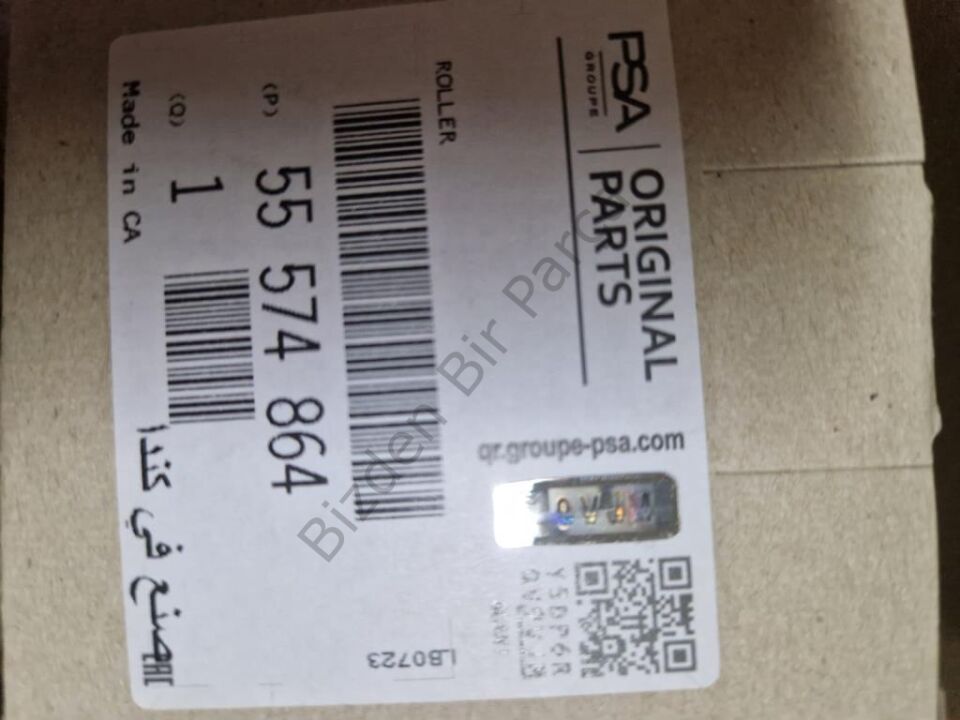 PSA
GROUPE
ORIGINAL
PARTS
qr.groupe-psa.com
ROLLER
(P) 55 574 864
(Q) 1
Made in CA
صنع في كندا
LB0723
Bizden Bir Parça